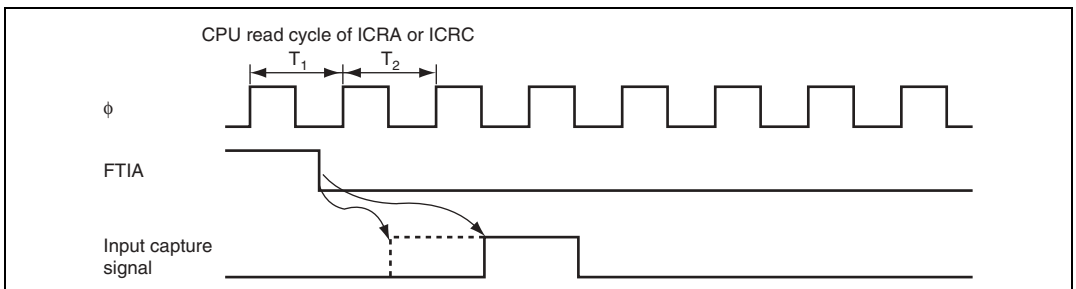 CPU read cycle of ICRA or ICRC
T1 T2
ϕ
FTIA
Input capture
signal